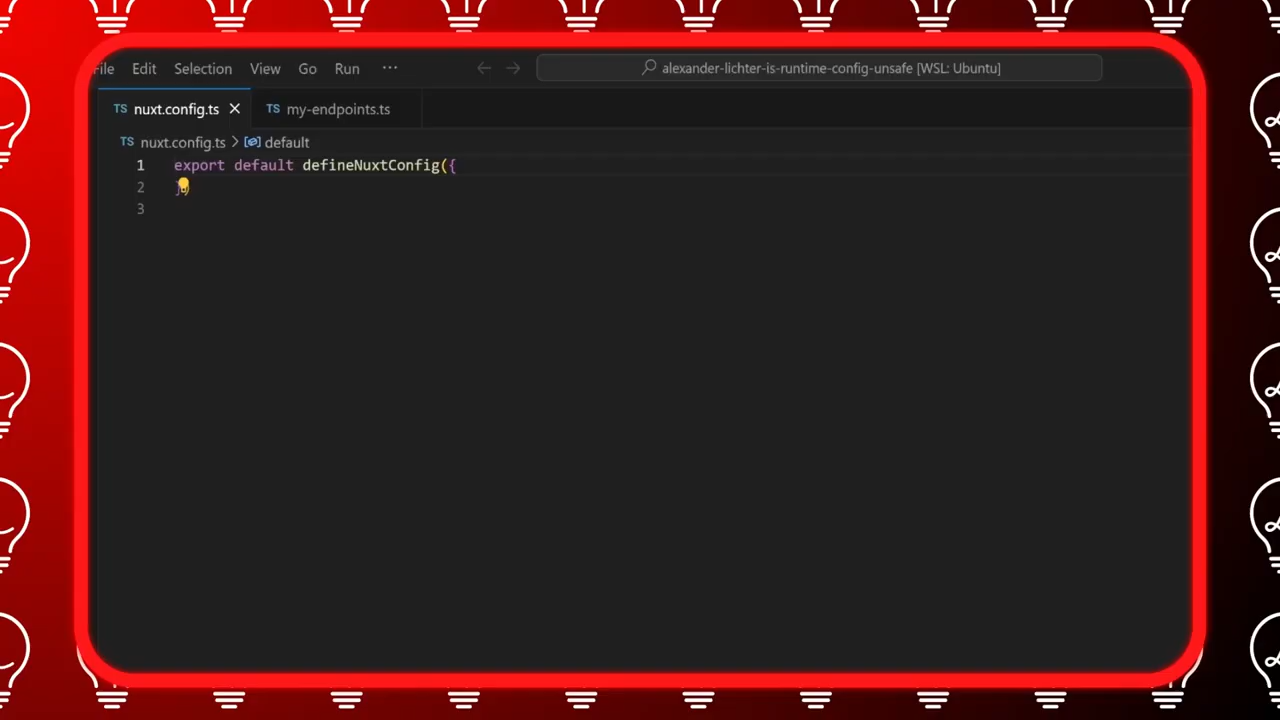 File Edit Selection View Go Run ···
alexander-lichter-is-runtime-config-unsafe [WSL: Ubuntu]
TS nuxt.config.ts × TS my-endpoints.ts
TS nuxt.config.ts > default
1 export default defineNuxtConfig({
2 })
3